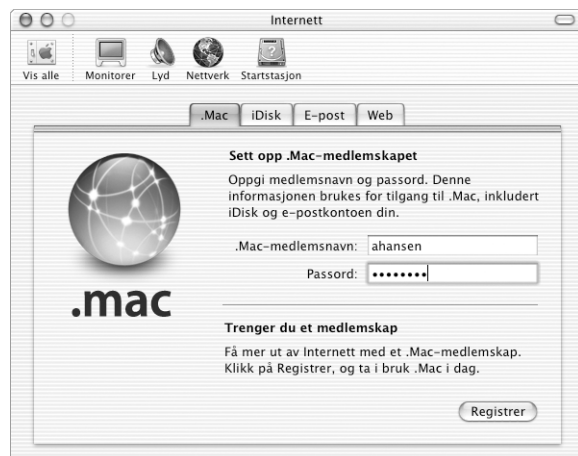 Internett
Vis alle Monitorer Lyd Nettverk Startstasjon
.Mac iDisk E-post Web
Sett opp .Mac-medlemskapet
Oppgi medlemsnavn og passord. Denne
informasjonen brukes for tilgang til .Mac, inkludert
iDisk og e-postkontoen din.
.Mac-medlemsnavn: ahansen
Passord: ••••••••
.mac
Trenger du et medlemskap
Få mer ut av Internett med et .Mac-medlemskap.
Klikk på Registrer, og ta i bruk .Mac i dag.
Registrer